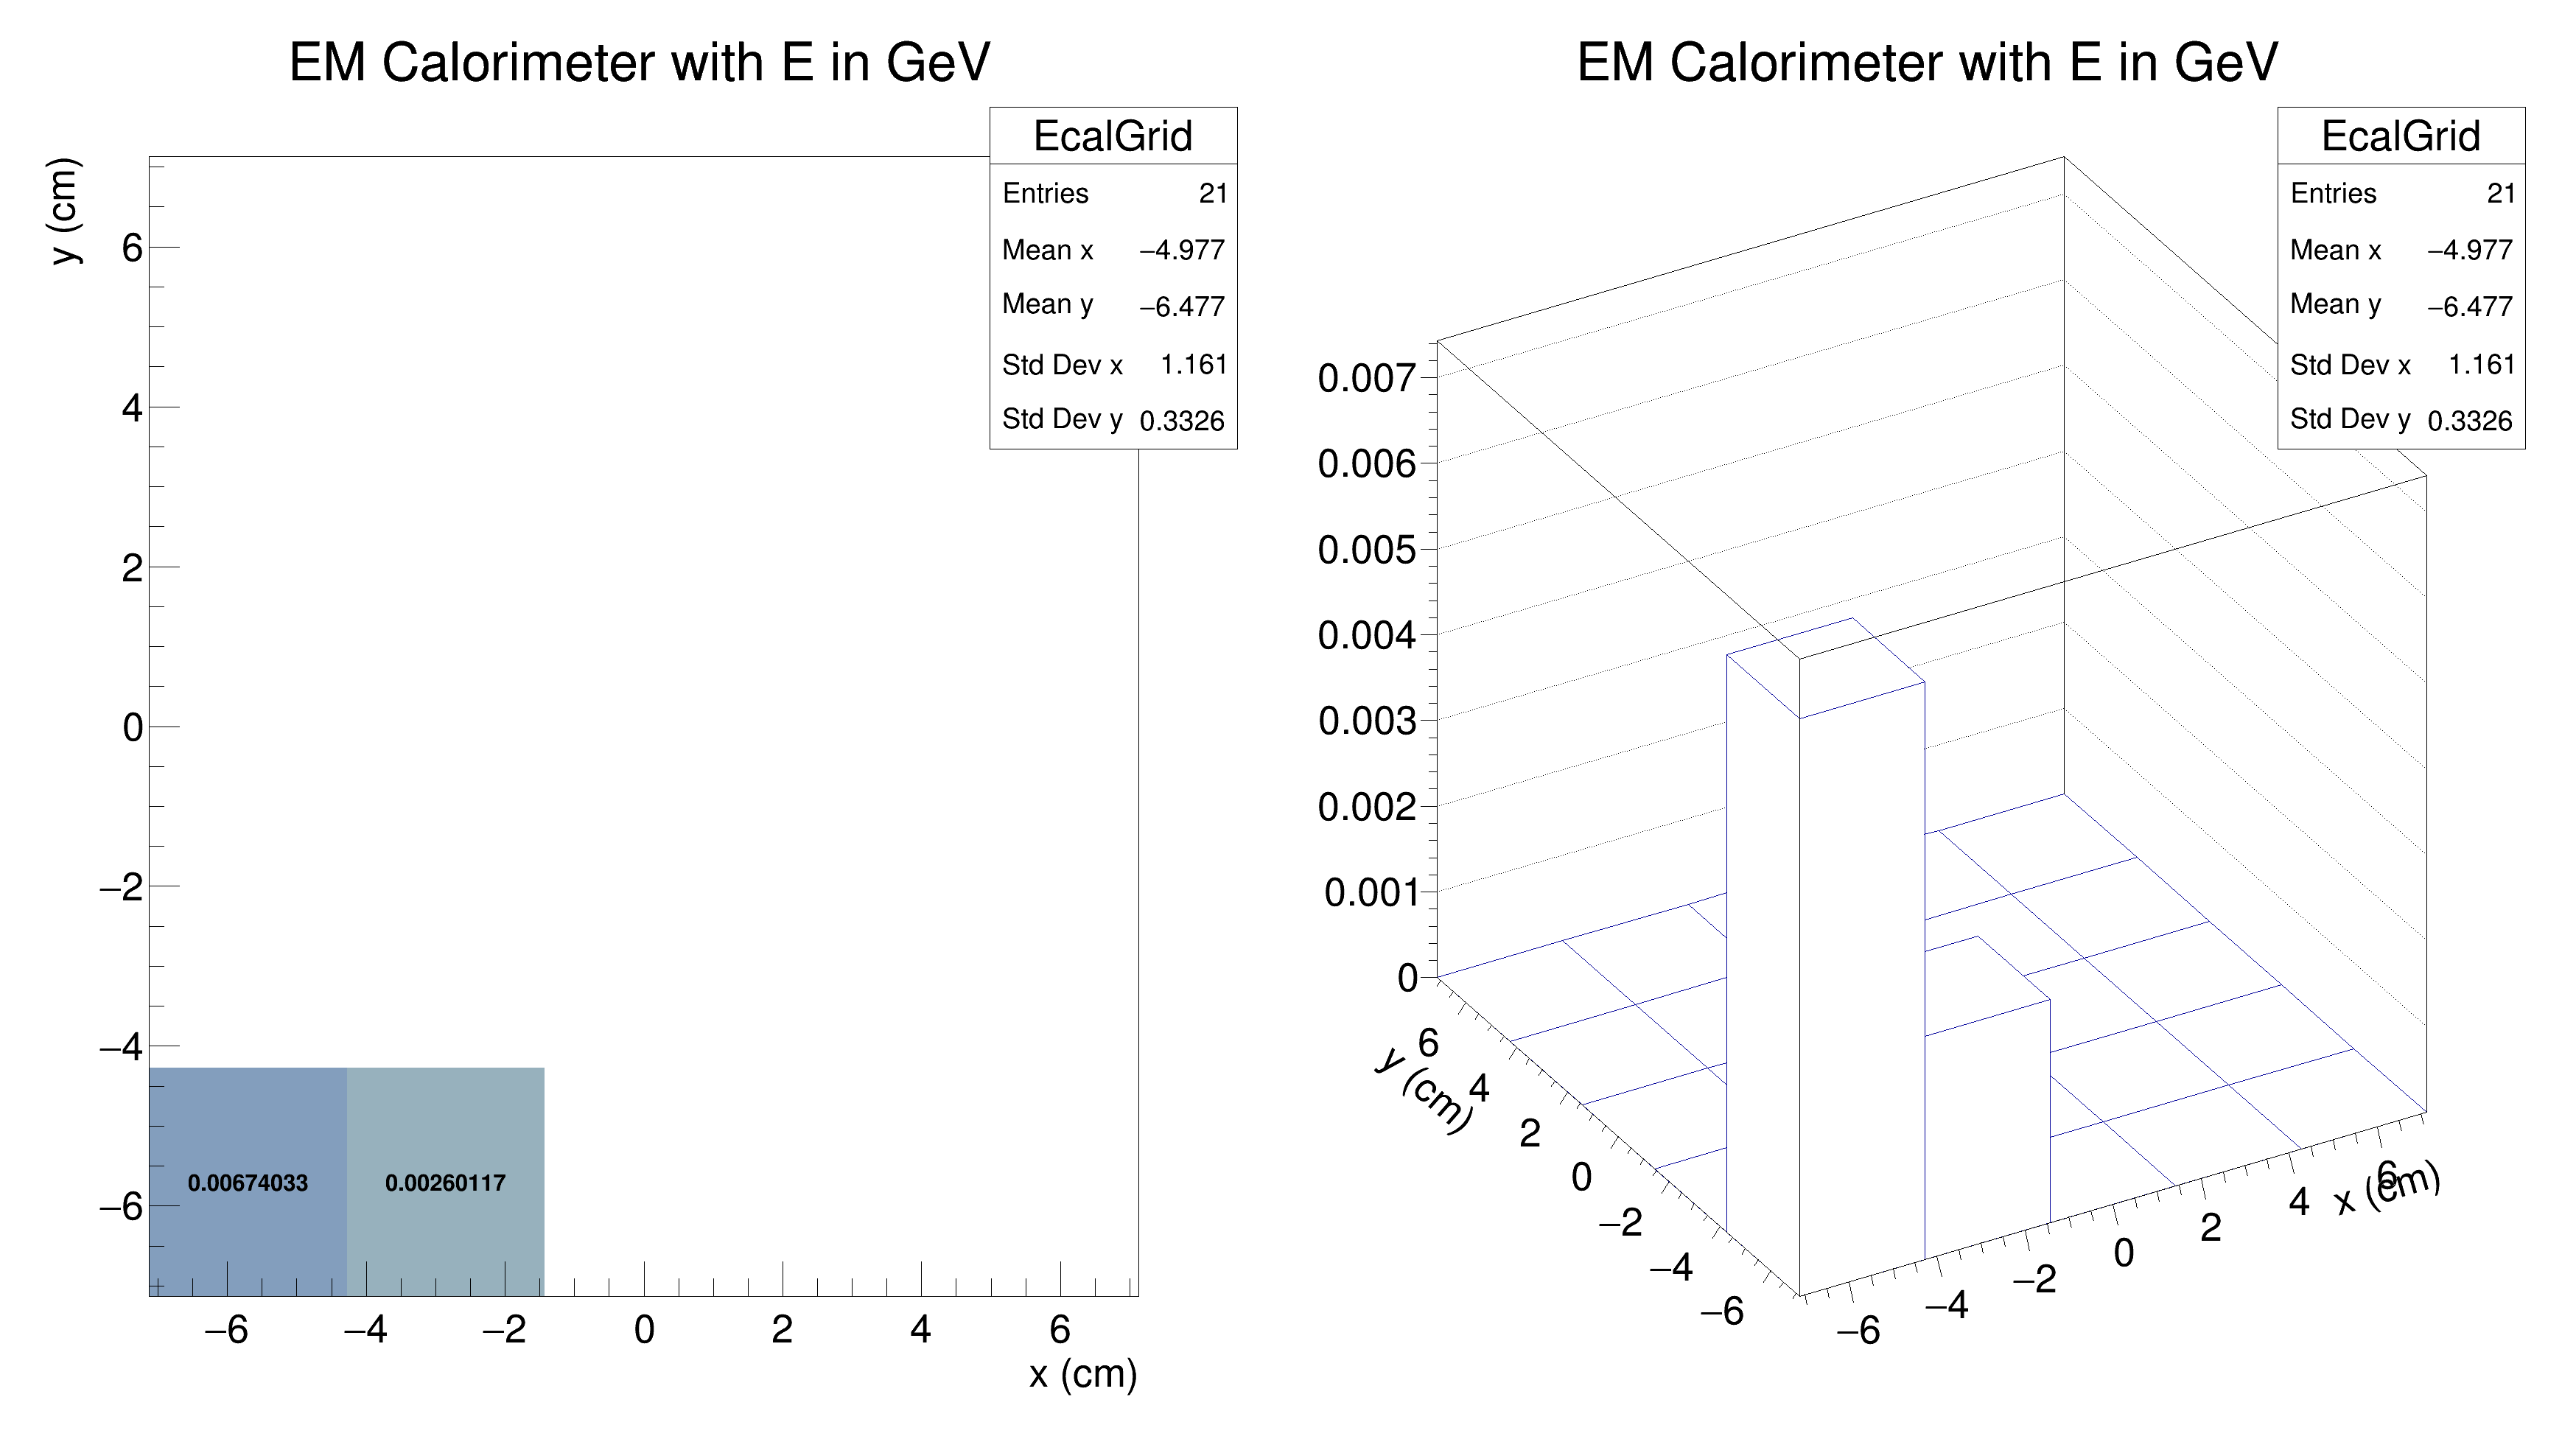 EM Calorimeter with E in GeV
EcalGrid
Entries 21
Mean x −4.977
Mean y −6.477
Std Dev x 1.161
Std Dev y 0.3326
y (cm)
6
4
2
0
−2
−4
−6
0.00674033 0.00260117
−6 −4 −2 0 2 4 6
x (cm)
EM Calorimeter with E in GeV
EcalGrid
Entries 21
Mean x −4.977
Mean y −6.477
Std Dev x 1.161
Std Dev y 0.3326
0.007
0.006
0.005
0.004
0.003
0.002
0.001
0
6
4
2
0
−2
−4
−6
y (cm)
−6
−4
−2
0
2
4
6
x (cm)